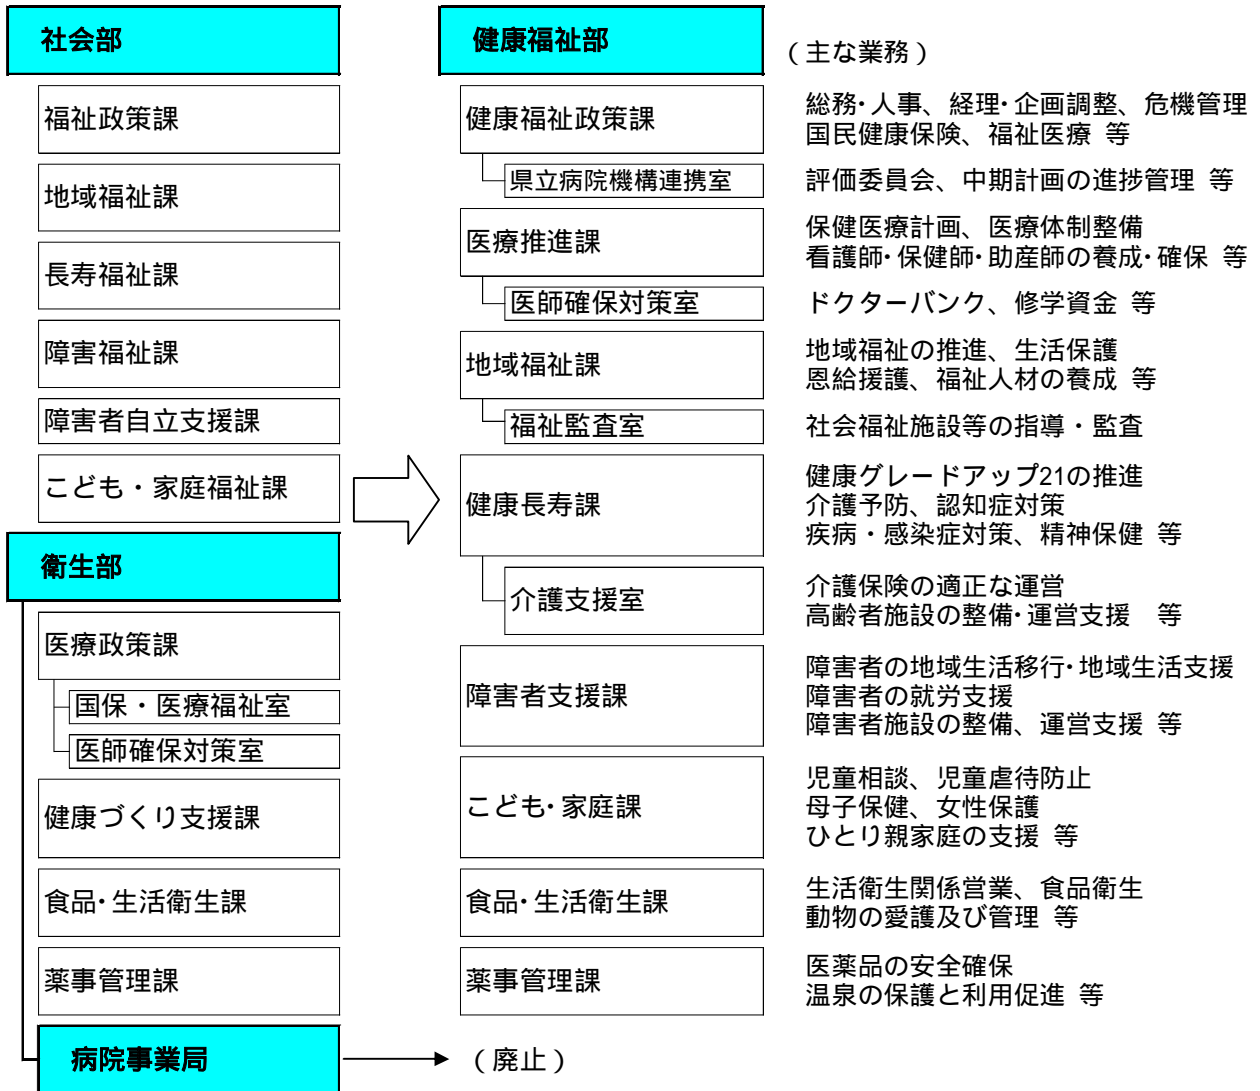 社会部
福祉政策課
地域福祉課
長寿福祉課
障害福祉課
障害者自立支援課
こども・家庭福祉課
衛生部
医療政策課
国保・医療福祉室
医師確保対策室
健康づくり支援課
食品・生活衛生課
薬事管理課
病院事業局
健康福祉部
(主な業務)
健康福祉政策課
総務・人事、経理・企画調整、危機管理
国民健康保険、福祉医療 等
県立病院機構連携室
評価委員会、中期計画の進捗管理 等
医療推進課
保健医療計画、医療体制整備
看護師・保健師・助産師の養成・確保 等
医師確保対策室
ドクターバンク、修学資金 等
地域福祉課
地域福祉の推進、生活保護
恩給援護、福祉人材の養成 等
福祉監査室
社会福祉施設等の指導・監査
健康長寿課
健康グレードアップ21の推進
介護予防、認知症対策
疾病・感染症対策、精神保健 等
介護支援室
介護保険の適正な運営
高齢者施設の整備・運営支援 等
障害者支援課
障害者の地域生活移行・地域生活支援
障害者の就労支援
障害者施設の整備、運営支援 等
こども・家庭課
児童相談、児童虐待防止
母子保健、女性保護
ひとり親家庭の支援 等
食品・生活衛生課
生活衛生関係営業、食品衛生
動物の愛護及び管理 等
薬事管理課
医薬品の安全確保
温泉の保護と利用促進 等
(廃止)